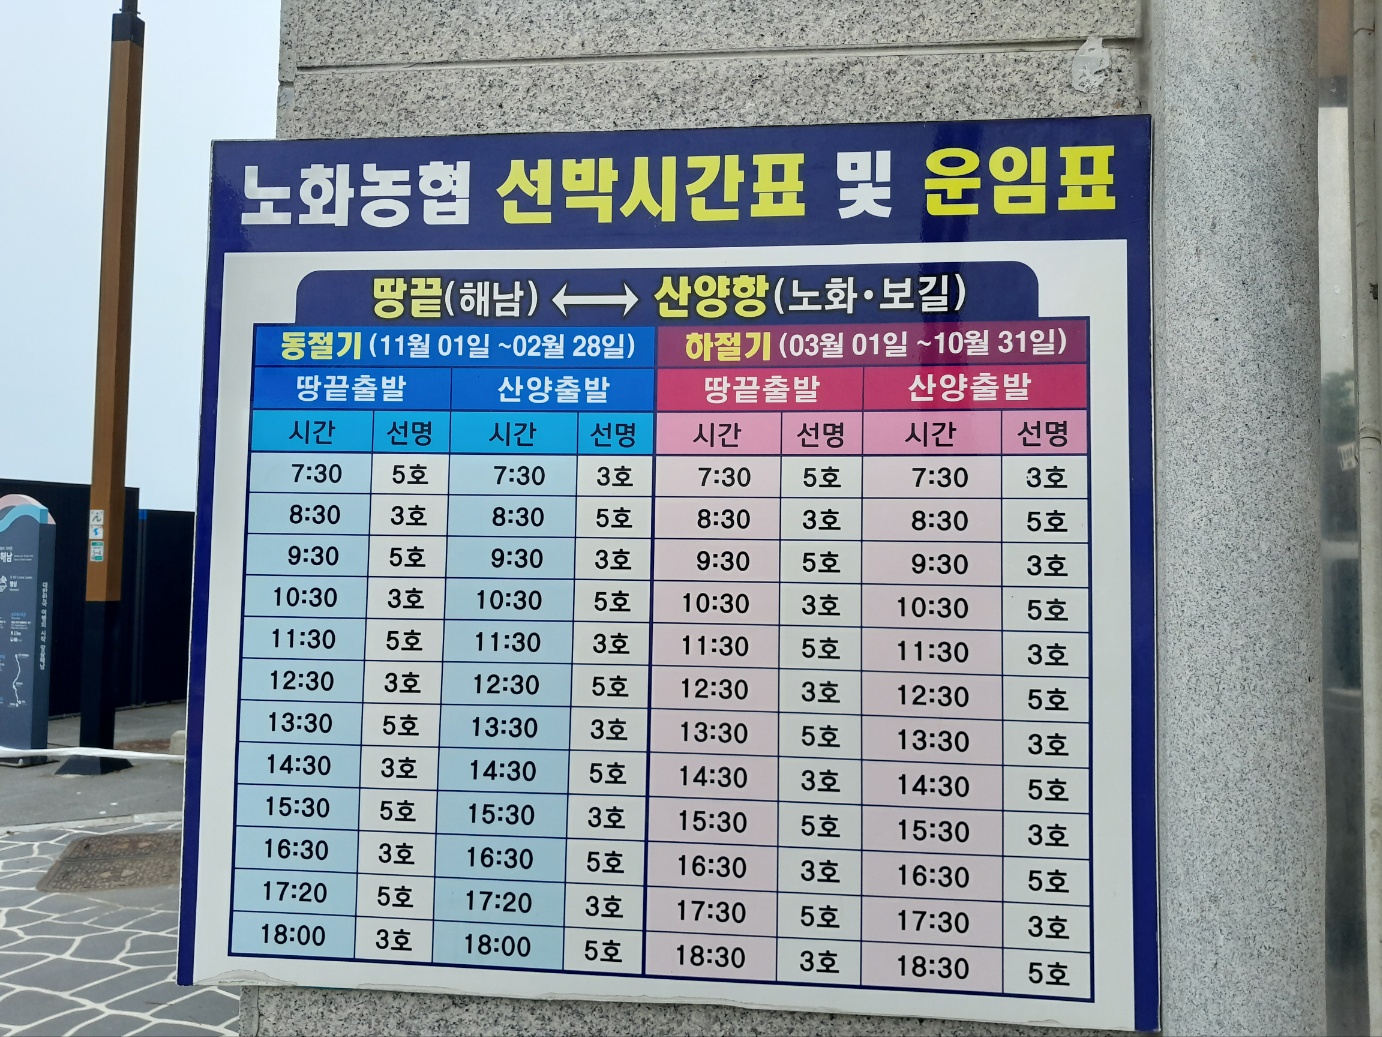 노화농협 선박시간표 및 운임표
땅끝(해남) ⟷ 산양항(노화·보길)
동절기 (11월 01일 ~02월 28일) 하절기 (03월 01일 ~10월 31일)
땅끝출발 산양출발 땅끝출발 산양출발
시간 선명 시간 선명 시간 선명 시간 선명
7:30 5호 7:30 3호 7:30 5호 7:30 3호
8:30 3호 8:30 5호 8:30 3호 8:30 5호
9:30 5호 9:30 3호 9:30 5호 9:30 3호
10:30 3호 10:30 5호 10:30 3호 10:30 5호
11:30 5호 11:30 3호 11:30 5호 11:30 3호
12:30 3호 12:30 5호 12:30 3호 12:30 5호
13:30 5호 13:30 3호 13:30 5호 13:30 3호
14:30 3호 14:30 5호 14:30 3호 14:30 5호
15:30 5호 15:30 3호 15:30 5호 15:30 3호
16:30 3호 16:30 5호 16:30 3호 16:30 5호
17:20 5호 17:20 3호 17:30 5호 17:30 3호
18:00 3호 18:00 5호 18:30 3호 18:30 5호
해남